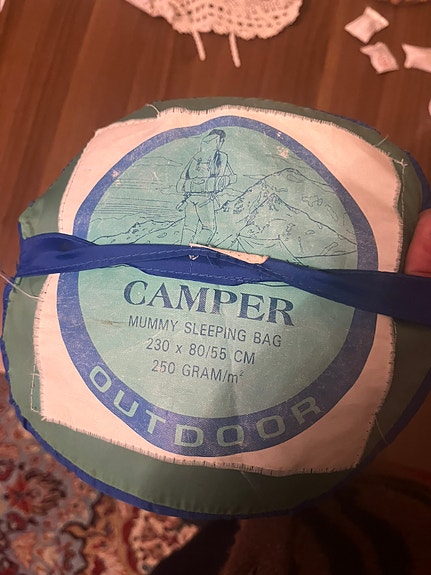 CAMPER
MUMMY SLEEPING BAG
230 x 80/55 CM
250 GRAM/m²
OUTDOOR